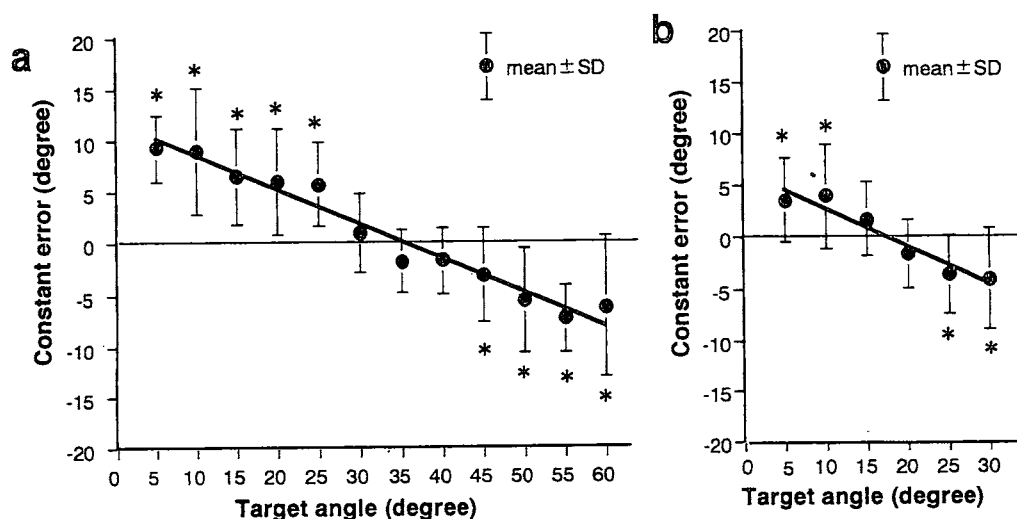 a
mean±SD
Constant error (degree)
20
15
10
5
0
-5
-10
-15
-20
* * * * *
* * * *
0 5 10 15 20 25 30 35 40 45 50 55 60
Target angle (degree)
b
mean±SD
Constant error (degree)
20
15
10
5
0
-5
-10
-15
-20
* *
* *
0 5 10 15 20 25 30
Target angle (degree)